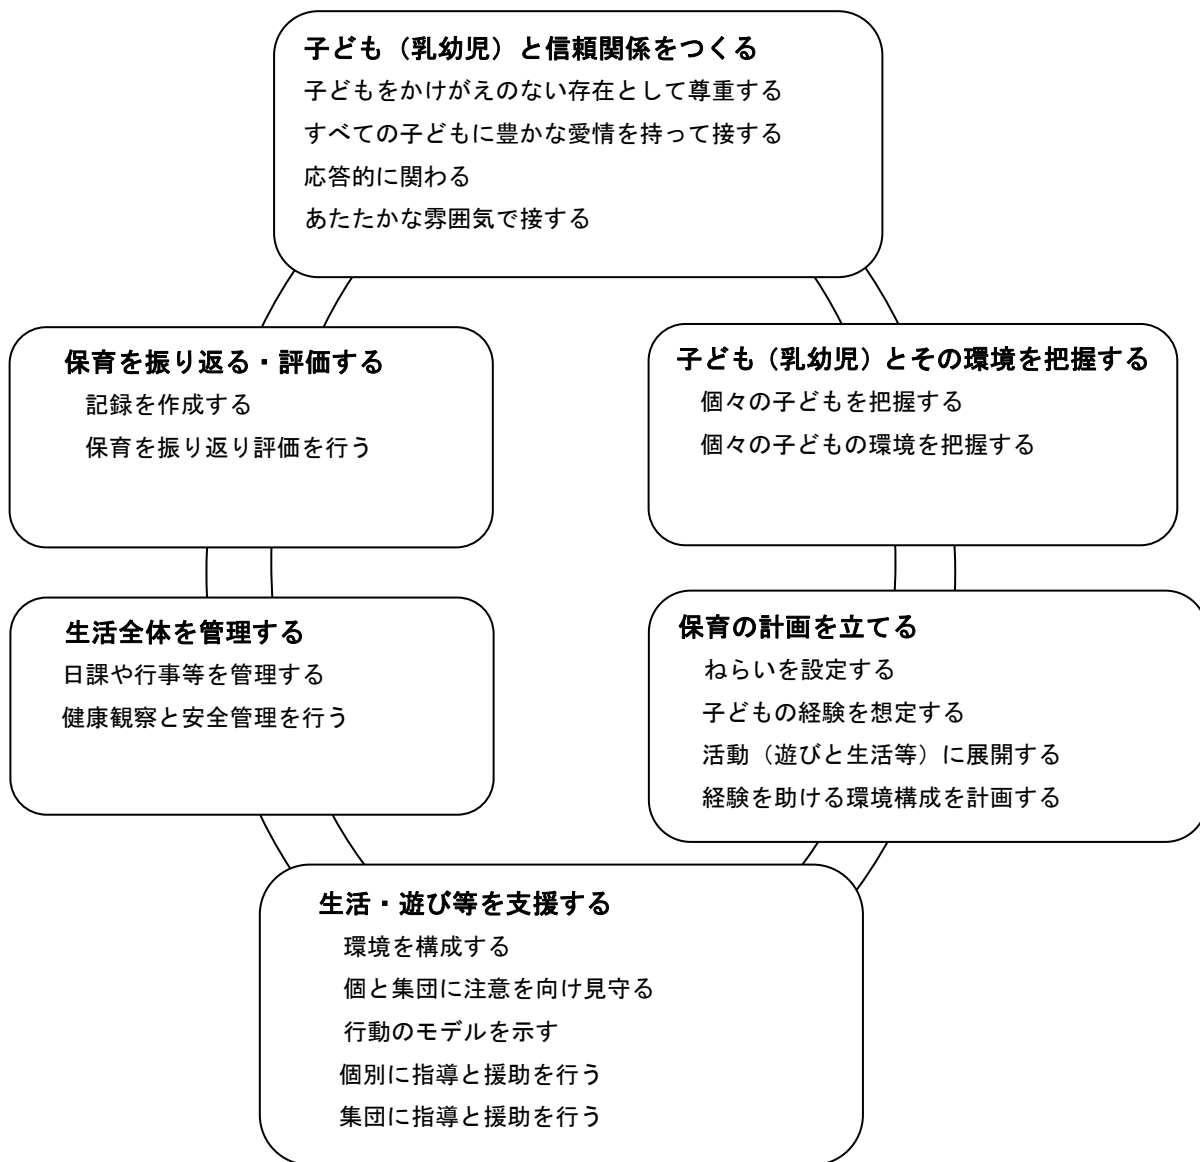 子ども（乳幼児）と信頼関係をつくる
子どもをかけがえのない存在として尊重する
すべての子どもに豊かな愛情を持って接する
応答的に関わる
あたたかな雰囲気で接する
保育を振り返る・評価する
記録を作成する
保育を振り返り評価を行う
子ども（乳幼児）とその環境を把握する
個々の子どもを把握する
個々の子どもの環境を把握する
生活全体を管理する
日課や行事等を管理する
健康観察と安全管理を行う
保育の計画を立てる
ねらいを設定する
子どもの経験を想定する
活動（遊びと生活等）に展開する
経験を助ける環境構成を計画する
生活・遊び等を支援する
環境を構成する
個と集団に注意を向け見守る
行動のモデルを示す
個別に指導と援助を行う
集団に指導と援助を行う